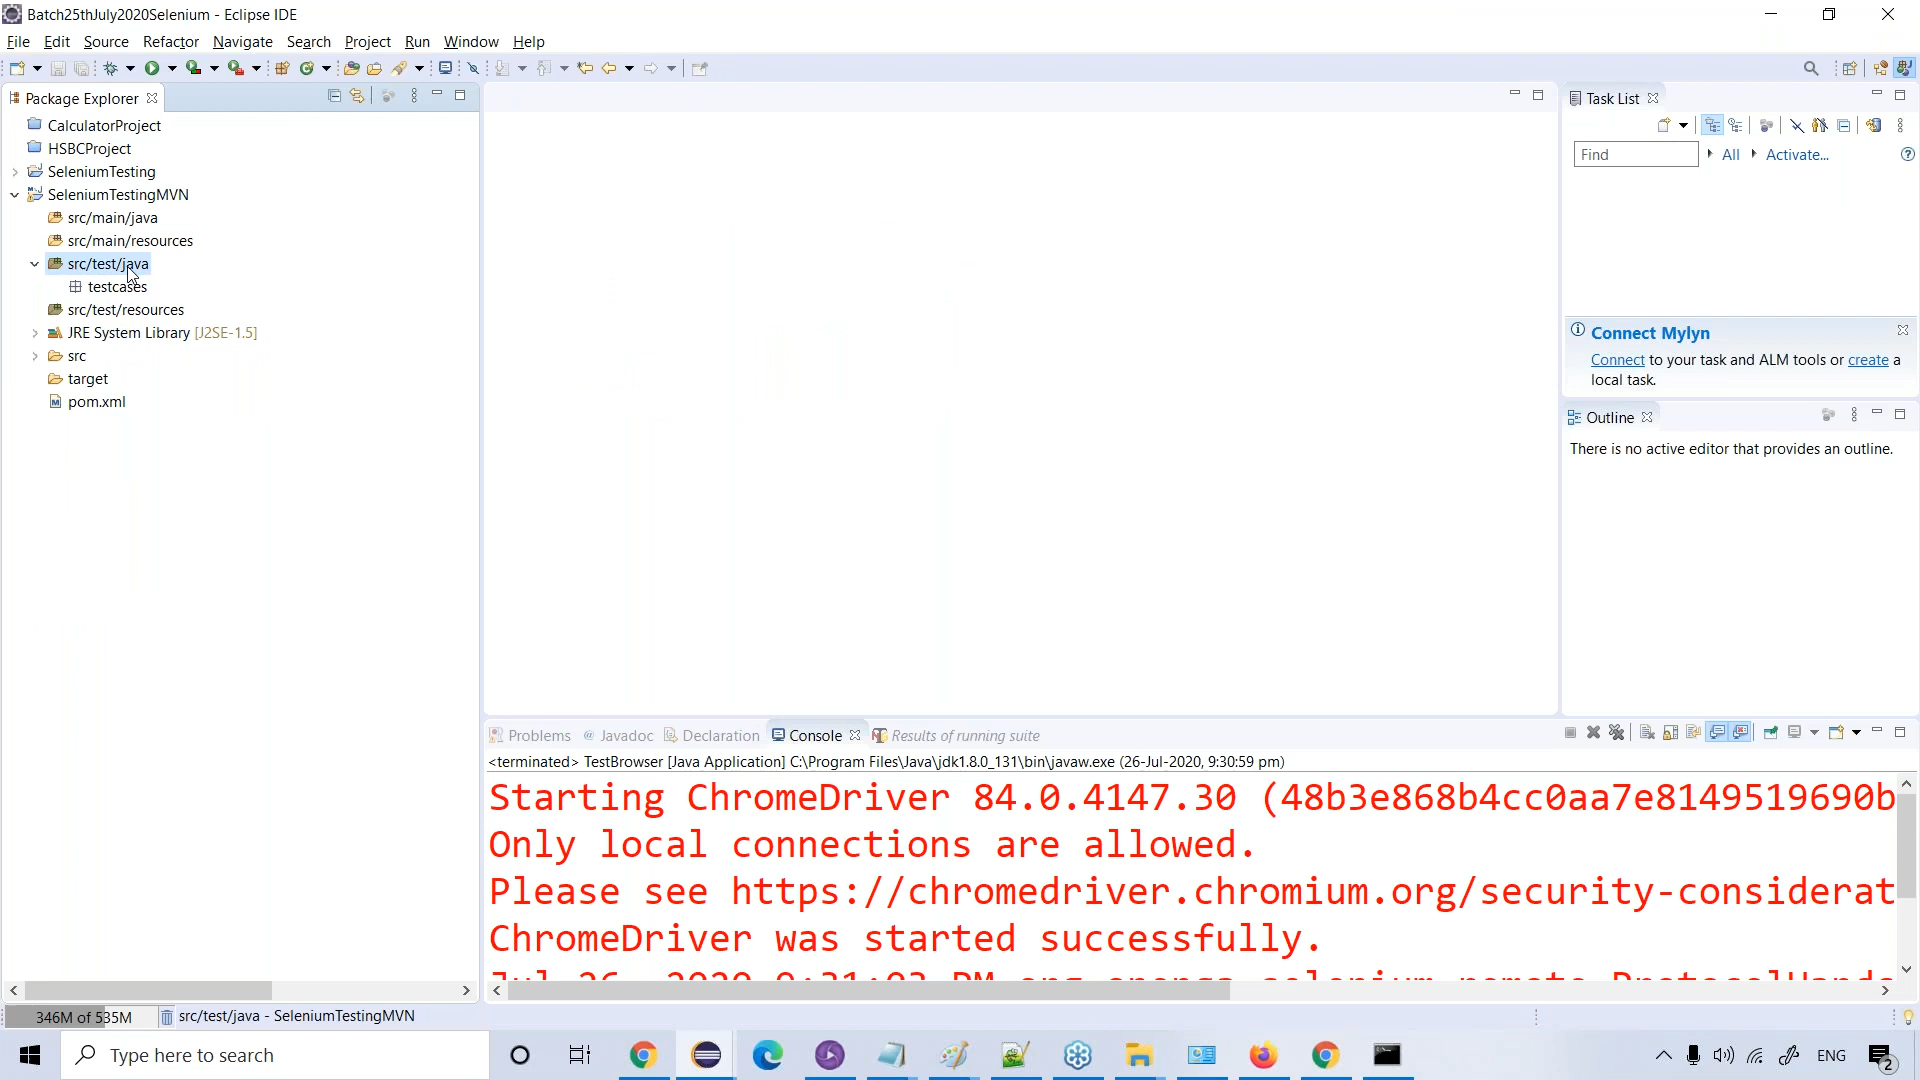 Batch25thJuly2020Selenium - Eclipse IDE
File Edit Source Refactor Navigate Search Project Run Window Help
Package Explorer
CalculatorProject
HSBCProject
SeleniumTesting
SeleniumTestingMVN
src/main/java
src/main/resources
src/test/java
testcases
src/test/resources
JRE System Library [J2SE-1.5]
src
target
pom.xml
Task List
Find All Activate...
Connect Mylyn
Connect to your task and ALM tools or create a
local task.
Outline
There is no active editor that provides an outline.
Problems @ Javadoc Declaration Console Results of running suite
<terminated> TestBrowser [Java Application] C:\Program Files\Java\jdk1.8.0_131\bin\javaw.exe (26-Jul-2020, 9:30:59 pm)
Starting ChromeDriver 84.0.4147.30 (48b3e868b4cc0aa7e8149519690b
Only local connections are allowed.
Please see https://chromedriver.chromium.org/security-considerat
ChromeDriver was started successfully.
346M of 535M src/test/java - SeleniumTestingMVN
Type here to search
ENG
2